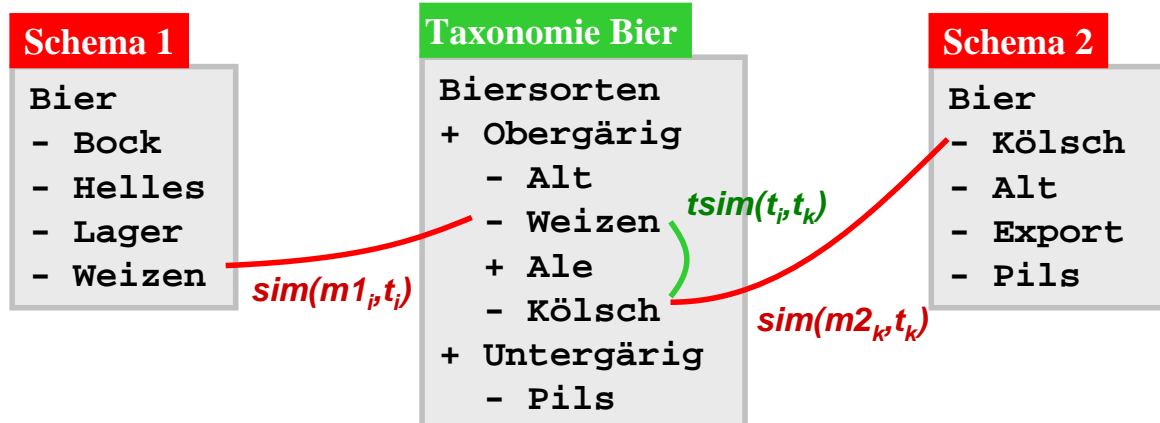 Schema 1
Bier
- Bock
- Helles
- Lager
- Weizen
sim(m1i,ti)
Taxonomie Bier
Biersorten
+ Obergärig
- Alt
- Weizen
+ Ale
- Kölsch
+ Untergärig
- Pils
tsim(ti,tk)
sim(m2k,tk)
Schema 2
Bier
- Kölsch
- Alt
- Export
- Pils